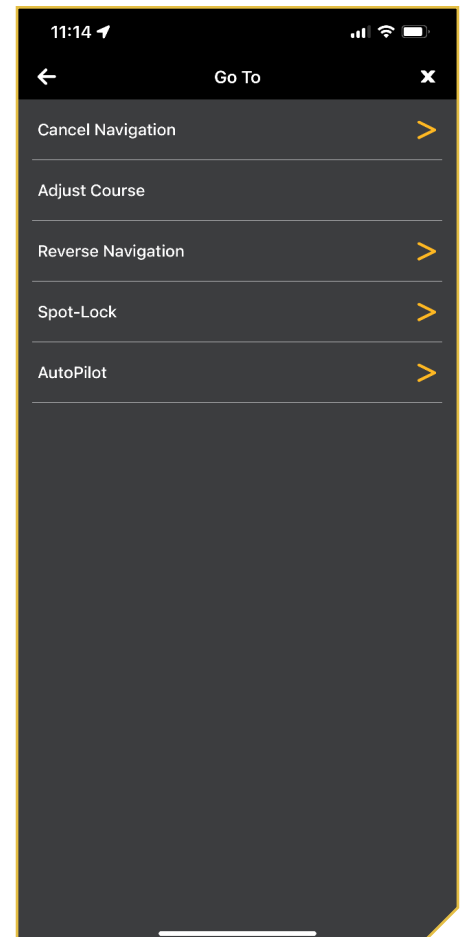 11:14
Go To
Cancel Navigation
Adjust Course
Reverse Navigation
Spot-Lock
AutoPilot